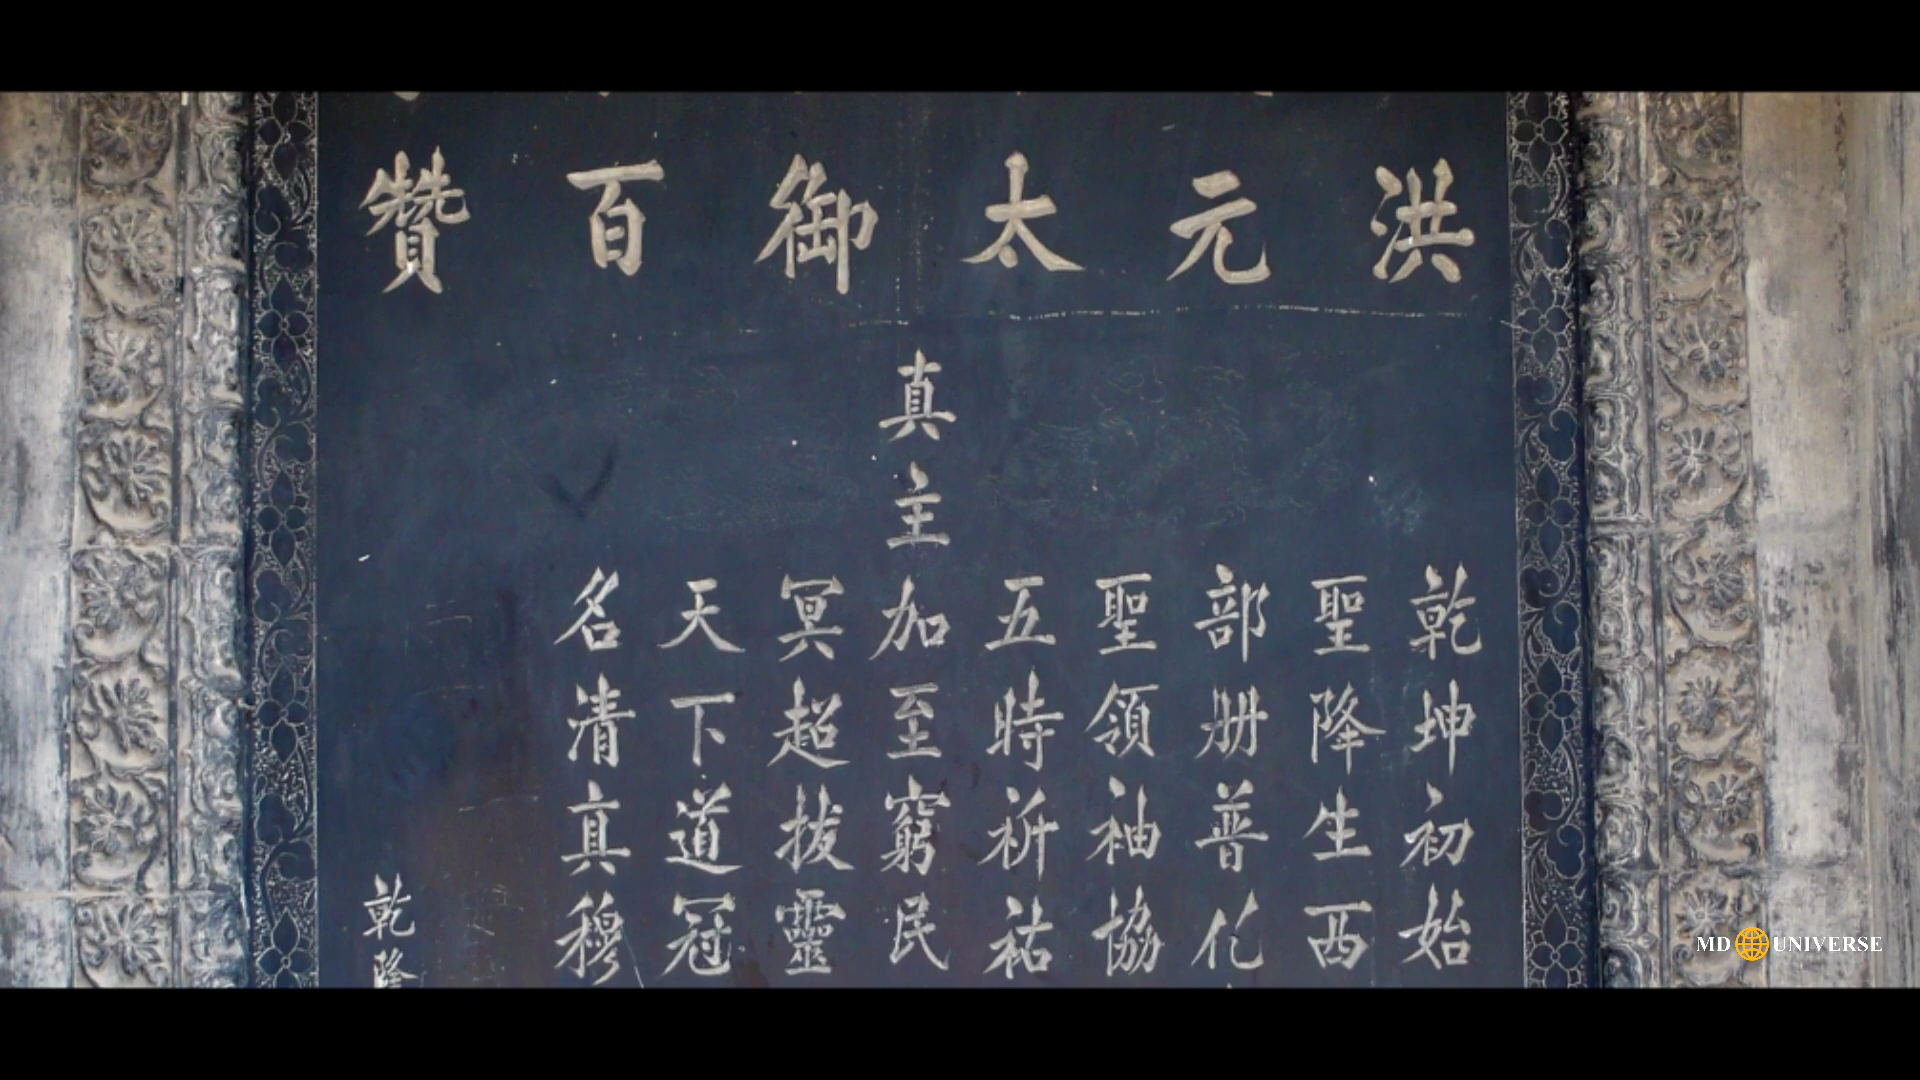 洪元太御百贊
乾坤初始
聖降生西
部册普化
聖領袖協
五時祈祐
真主加至窮民
冥超拔靈
天下道冠
名清真穆
乾隆
MD UNIVERSE